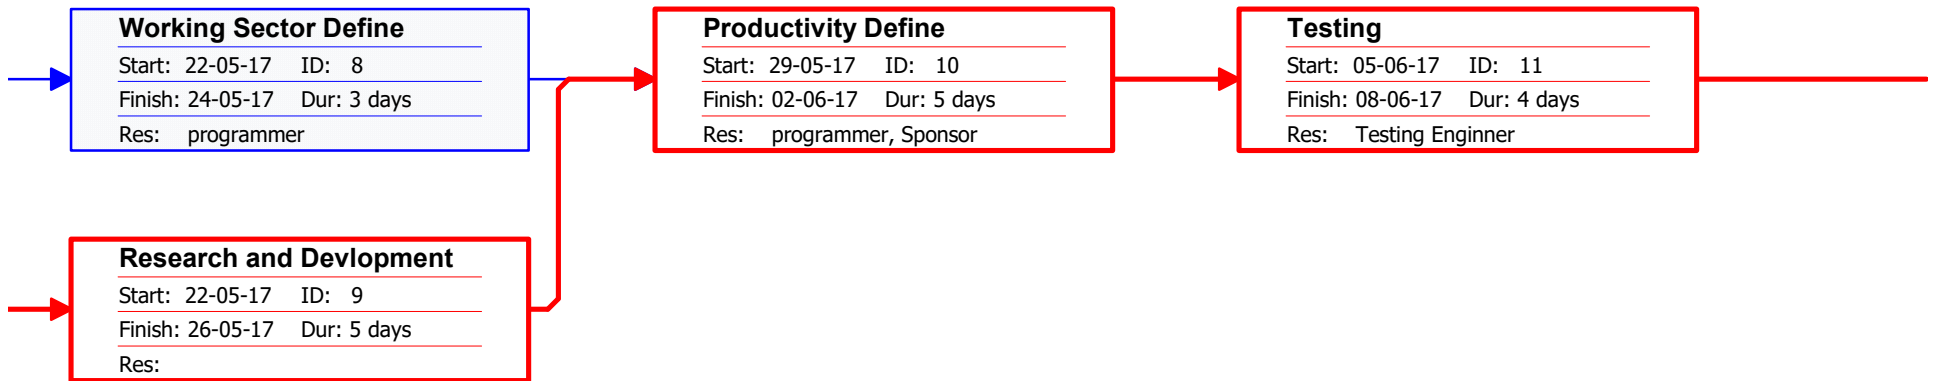 Working Sector Define
Start: 22-05-17 ID: 8
Finish: 24-05-17 Dur: 3 days
Res: programmer
Productivity Define
Start: 29-05-17 ID: 10
Finish: 02-06-17 Dur: 5 days
Res: programmer, Sponsor
Testing
Start: 05-06-17 ID: 11
Finish: 08-06-17 Dur: 4 days
Res: Testing Enginner
Research and Devlopment
Start: 22-05-17 ID: 9
Finish: 26-05-17 Dur: 5 days
Res: